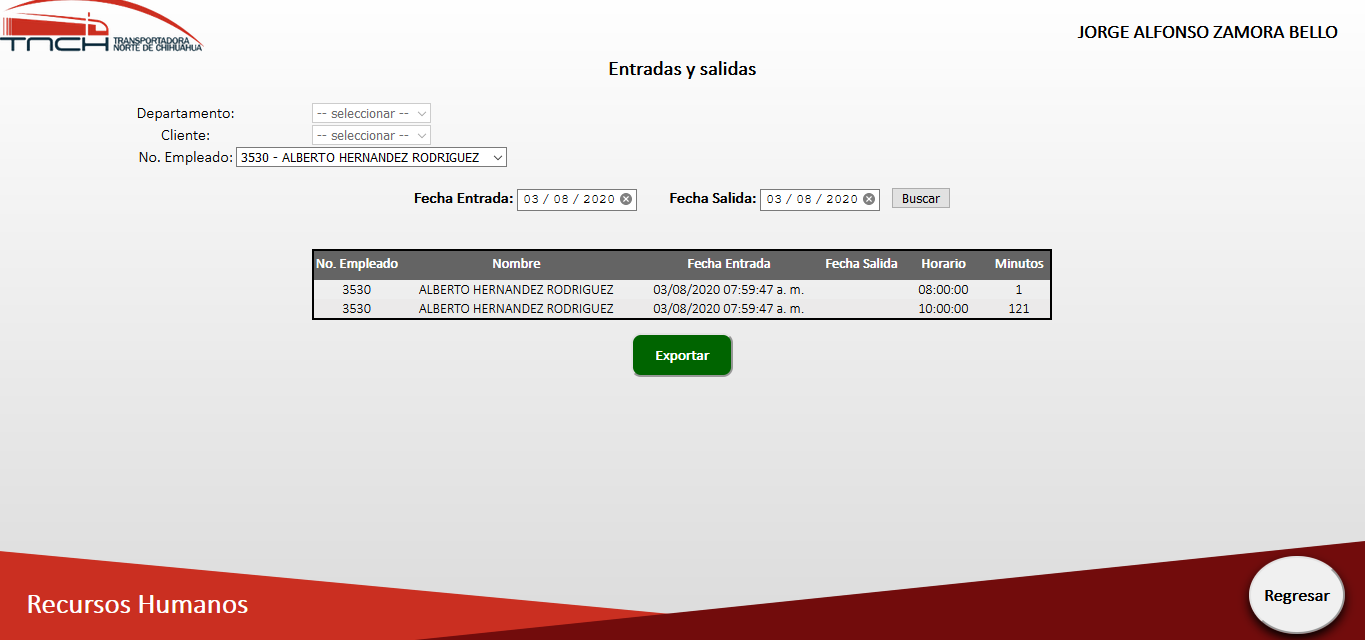 TNCH TRANSPORTADORA
NORTE DE CHIHUAHUA
JORGE ALFONSO ZAMORA BELLO
Entradas y salidas
Departamento: -- seleccionar --
Cliente: -- seleccionar --
No. Empleado: 3530 - ALBERTO HERNANDEZ RODRIGUEZ
Fecha Entrada: 03 / 08 / 2020 Fecha Salida: 03 / 08 / 2020 Buscar
No. Empleado Nombre Fecha Entrada Fecha Salida Horario Minutos
3530 ALBERTO HERNANDEZ RODRIGUEZ 03/08/2020 07:59:47 a. m. 08:00:00 1
3530 ALBERTO HERNANDEZ RODRIGUEZ 03/08/2020 07:59:47 a. m. 10:00:00 121
Exportar
Recursos Humanos
Regresar